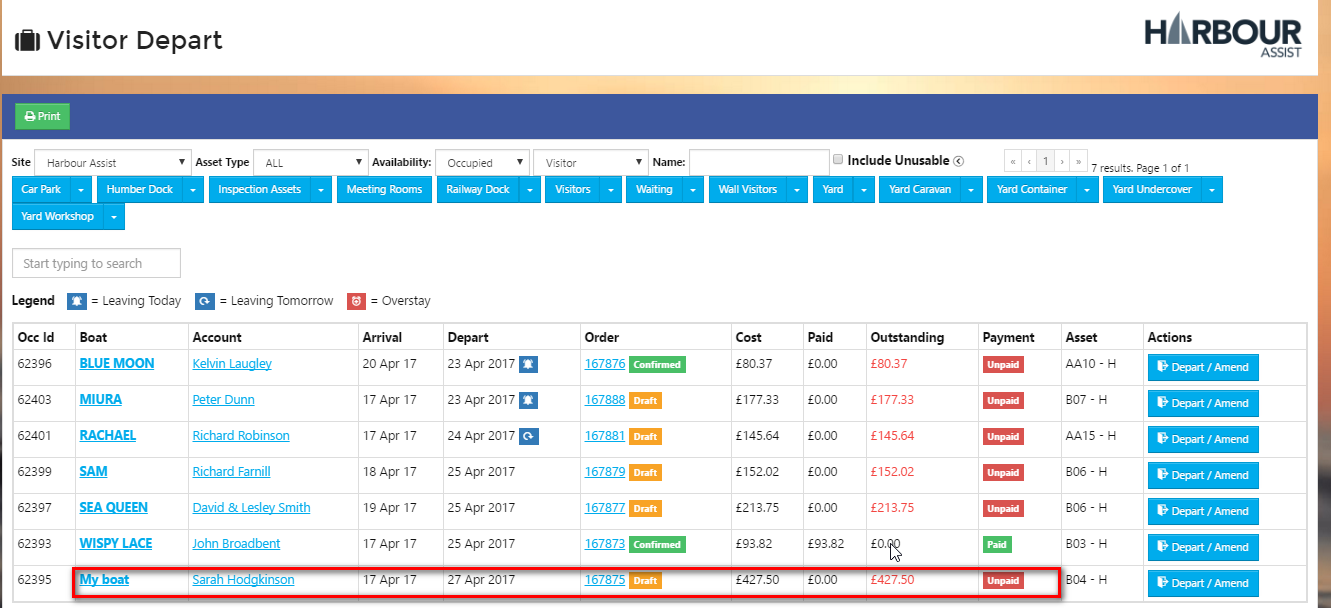 Visitor Depart
HARBOUR
ASSIST
Print
Site Harbour Assist Asset Type ALL Availability: Occupied Visitor Name: Include Unusable « ‹ 1 › » 7 results. Page 1 of 1
Car Park Humber Dock Inspection Assets Meeting Rooms Railway Dock Visitors Waiting Wall Visitors Yard Yard Caravan Yard Container Yard Undercover
Yard Workshop
Start typing to search
Legend = Leaving Today = Leaving Tomorrow = Overstay
Occ Id Boat Account Arrival Depart Order Cost Paid Outstanding Payment Asset Actions
62396 BLUE MOON Kelvin Laugley 20 Apr 17 23 Apr 2017 167876 Confirmed £80.37 £0.00 £80.37 Unpaid AA10 - H Depart / Amend
62403 MIURA Peter Dunn 17 Apr 17 23 Apr 2017 167888 Draft £177.33 £0.00 £177.33 Unpaid B07 - H Depart / Amend
62401 RACHAEL Richard Robinson 17 Apr 17 24 Apr 2017 167881 Draft £145.64 £0.00 £145.64 Unpaid AA15 - H Depart / Amend
62399 SAM Richard Farnill 18 Apr 17 25 Apr 2017 167879 Draft £152.02 £0.00 £152.02 Unpaid B06 - H Depart / Amend
62397 SEA QUEEN David & Lesley Smith 19 Apr 17 25 Apr 2017 167877 Draft £213.75 £0.00 £213.75 Unpaid B06 - H Depart / Amend
62393 WISPY LACE John Broadbent 17 Apr 17 25 Apr 2017 167873 Confirmed £93.82 £93.82 £0.00 Paid B03 - H Depart / Amend
62395 My boat Sarah Hodgkinson 17 Apr 17 27 Apr 2017 167875 Draft £427.50 £0.00 £427.50 Unpaid B04 - H Depart / Amend